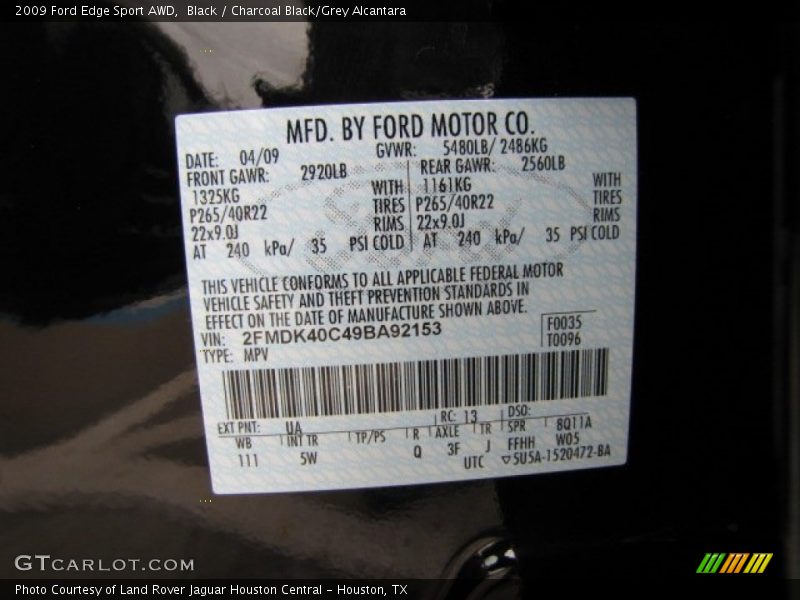 2009 Ford Edge Sport AWD,  Black / Charcoal Black/Grey Alcantara
MFD. BY FORD MOTOR CO.
DATE: 04/09 GVWR: 5480LB/ 2486KG
FRONT GAWR: 2920LB REAR GAWR: 2560LB
1325KG WITH 1161KG WITH
P265/40R22 TIRES P265/40R22 TIRES
22x9.0J RIMS 22x9.0J RIMS
AT 240 kPa/ 35 PSI COLD AT 240 kPa/ 35 PSI COLD
THIS VEHICLE CONFORMS TO ALL APPLICABLE FEDERAL MOTOR
VEHICLE SAFETY AND THEFT PREVENTION STANDARDS IN
EFFECT ON THE DATE OF MANUFACTURE SHOWN ABOVE.
VIN: 2FMDK40C49BA92153 F0035
TYPE: MPV T0096
EXT PNT: UA RC: 13 DSO:
WB INT TR TP/PS R AXLE TR SPR 8Q11A
111 5W Q 3F J FFHH W05
UTC ▽5U5A-1520472-BA
GTCARLOT.COM
Photo Courtesy of Land Rover Jaguar Houston Central - Houston, TX